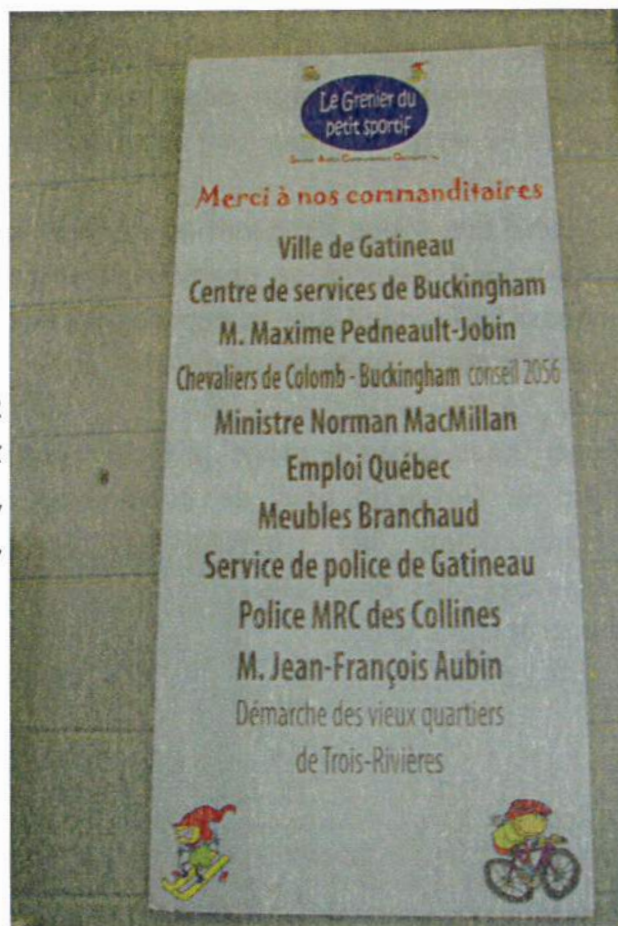 Le Grenier du
petit sportif
Merci à nos commanditaires
Ville de Gatineau
Centre de services de Buckingham
M. Maxime Pedneault-Jobin
Chevaliers de Colomb - Buckingham conseil 2056
Ministre Norman MacMillan
Emploi Québec
Meubles Branchaud
Service de police de Gatineau
Police MRC des Collines
M. Jean-François Aubin
Démarche des vieux quartiers
de Trois-Rivières